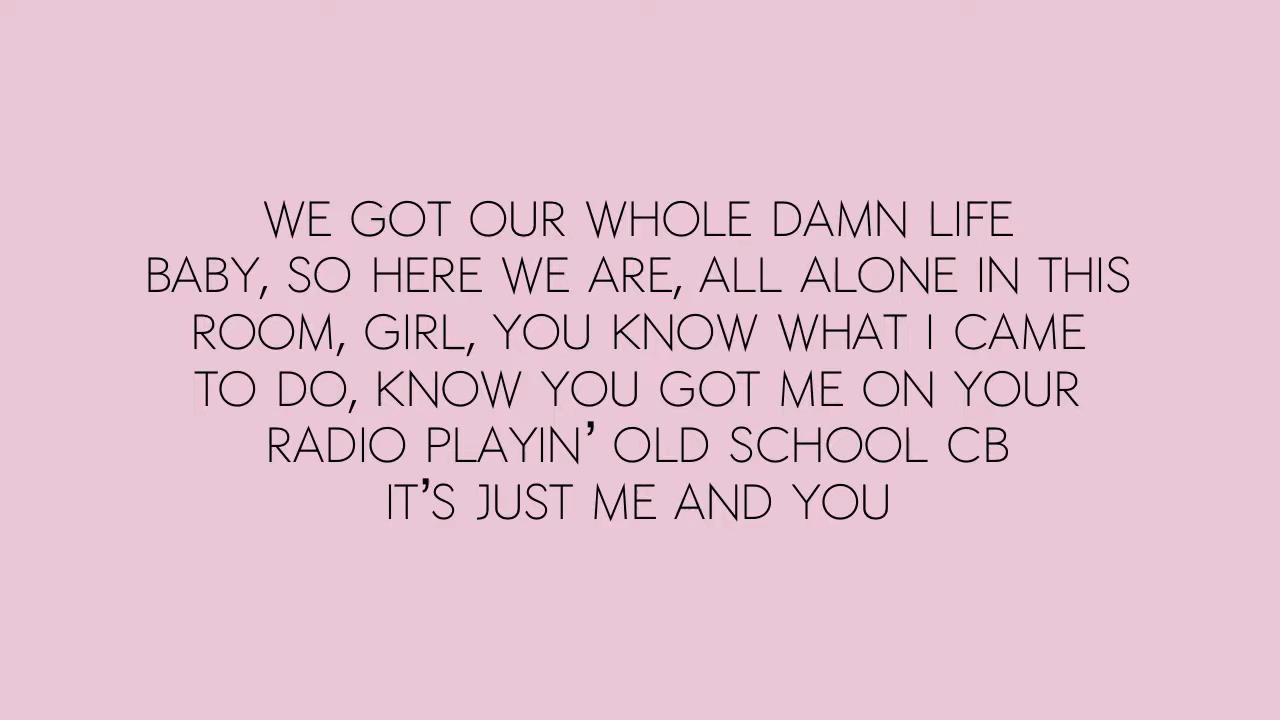 WE GOT OUR WHOLE DAMN LIFE
BABY, SO HERE WE ARE, ALL ALONE IN THIS
ROOM, GIRL, YOU KNOW WHAT I CAME
TO DO, KNOW YOU GOT ME ON YOUR
RADIO PLAYIN’ OLD SCHOOL CB
IT’S JUST ME AND YOU